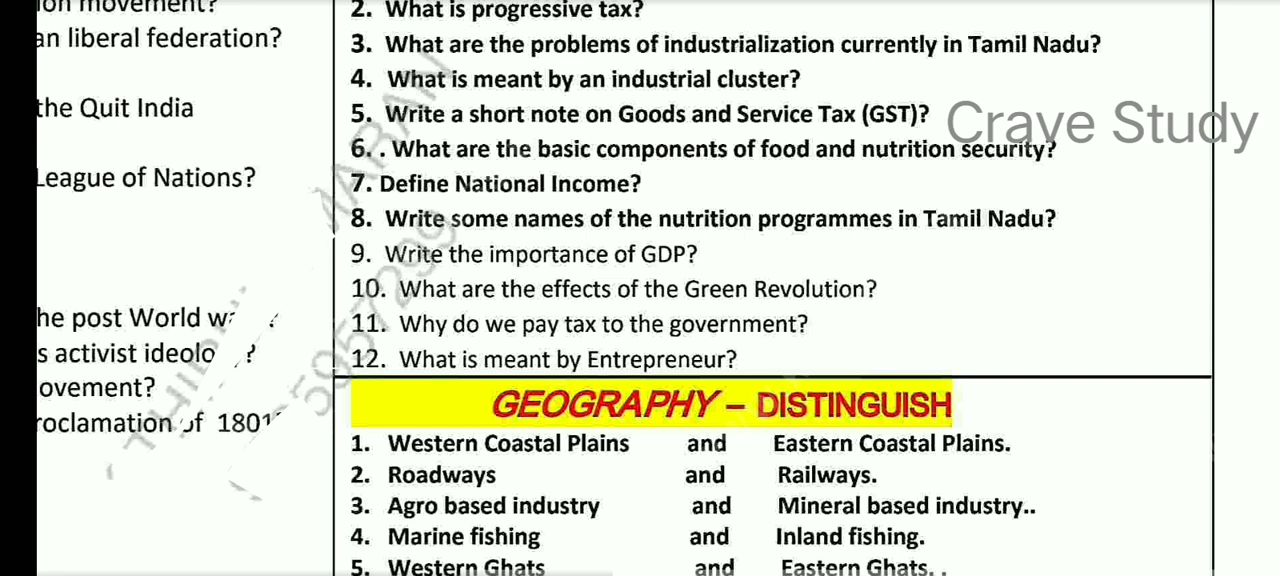 ion movement?
an liberal federation?
the Quit India
League of Nations?
he post World
s activist
ovement?
roclamation of 1801
2. What is progressive tax?
3. What are the problems of industrialization currently in Tamil Nadu?
4. What is meant by an industrial cluster?
5. Write a short note on Goods and Service Tax (GST)?
Crave Study
6. . What are the basic components of food and nutrition security?
7. Define National Income?
8. Write some names of the nutrition programmes in Tamil Nadu?
9. Write the importance of GDP?
10. What are the effects of the Green Revolution?
11. Why do we pay tax to the government?
12. What is meant by Entrepreneur?
GEOGRAPHY – DISTINGUISH
1. Western Coastal Plains and Eastern Coastal Plains.
2. Roadways and Railways.
3. Agro based industry and Mineral based industry..
4. Marine fishing and Inland fishing.
5. Western Ghats and Eastern Ghats. .